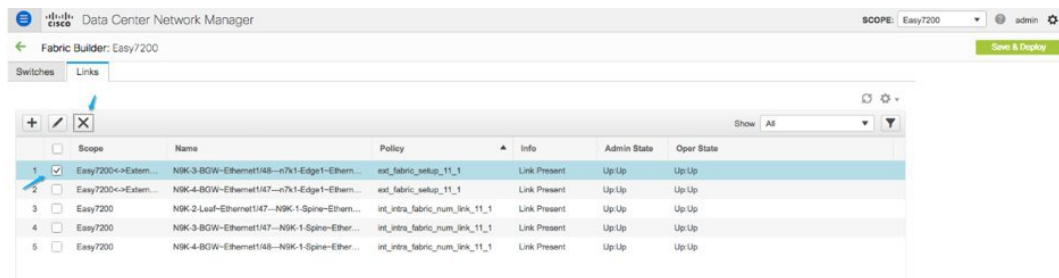 CISCO Data Center Network Manager SCOPE: Easy7200 admin
Fabric Builder: Easy7200 Save & Deploy
Switches Links
Show All
Scope Name Policy Info Admin State Oper State
1 Easy7200<->Extern... N9K-3-BGW~Ethernet1/48---n7k1-Edge1~Ethern... ext_fabric_setup_11_1 Link Present Up:Up Up:Up
2 Easy7200<->Extern... N9K-4-BGW~Ethernet1/47---n7k1-Edge1~Ethern... ext_fabric_setup_11_1 Link Present Up:Up Up:Up
3 Easy7200 N9K-2-Leaf~Ethernet1/47---N9K-1-Spine~Ethern... int_intra_fabric_num_link_11_1 Link Present Up:Up Up:Up
4 Easy7200 N9K-3-BGW~Ethernet1/47---N9K-1-Spine~Ether... int_intra_fabric_num_link_11_1 Link Present Up:Up Up:Up
5 Easy7200 N9K-4-BGW~Ethernet1/48---N9K-1-Spine~Ether... int_intra_fabric_num_link_11_1 Link Present Up:Up Up:Up